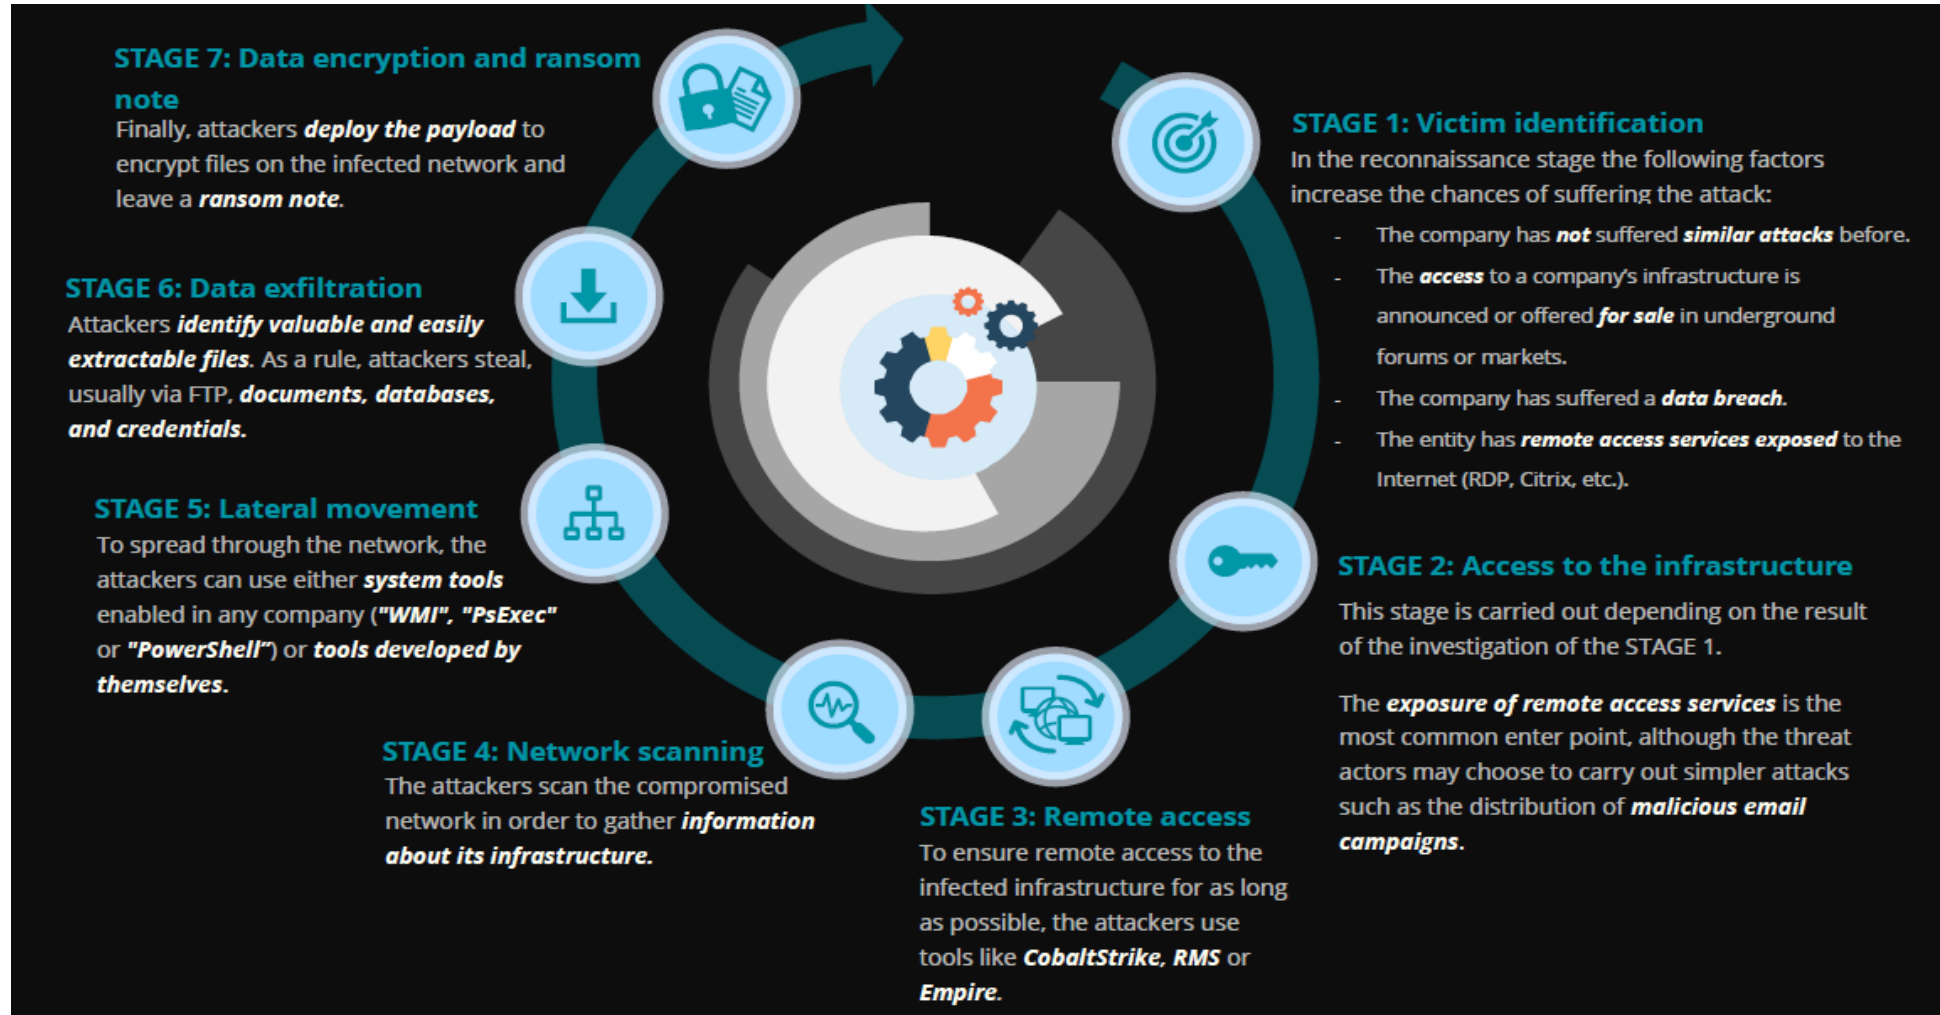 STAGE 1: Victim identification
In the reconnaissance stage the following factors
increase the chances of suffering the attack:
- The company has not suffered similar attacks before.
- The access to a company's infrastructure is
announced or offered for sale in underground
forums or markets.
- The company has suffered a data breach.
- The entity has remote access services exposed to the
Internet (RDP, Citrix, etc.).
STAGE 2: Access to the infrastructure
This stage is carried out depending on the result
of the investigation of the STAGE 1.
The exposure of remote access services is the
most common enter point, although the threat
actors may choose to carry out simpler attacks
such as the distribution of malicious email
campaigns.
STAGE 3: Remote access
To ensure remote access to the
infected infrastructure for as long
as possible, the attackers use
tools like CobaltStrike, RMS or
Empire.
STAGE 4: Network scanning
The attackers scan the compromised
network in order to gather information
about its infrastructure.
STAGE 5: Lateral movement
To spread through the network, the
attackers can use either system tools
enabled in any company ("WMI", "PsExec"
or "PowerShell") or tools developed by
themselves.
STAGE 6: Data exfiltration
Attackers identify valuable and easily
extractable files. As a rule, attackers steal,
usually via FTP, documents, databases,
and credentials.
STAGE 7: Data encryption and ransom
note
Finally, attackers deploy the payload to
encrypt files on the infected network and
leave a ransom note.